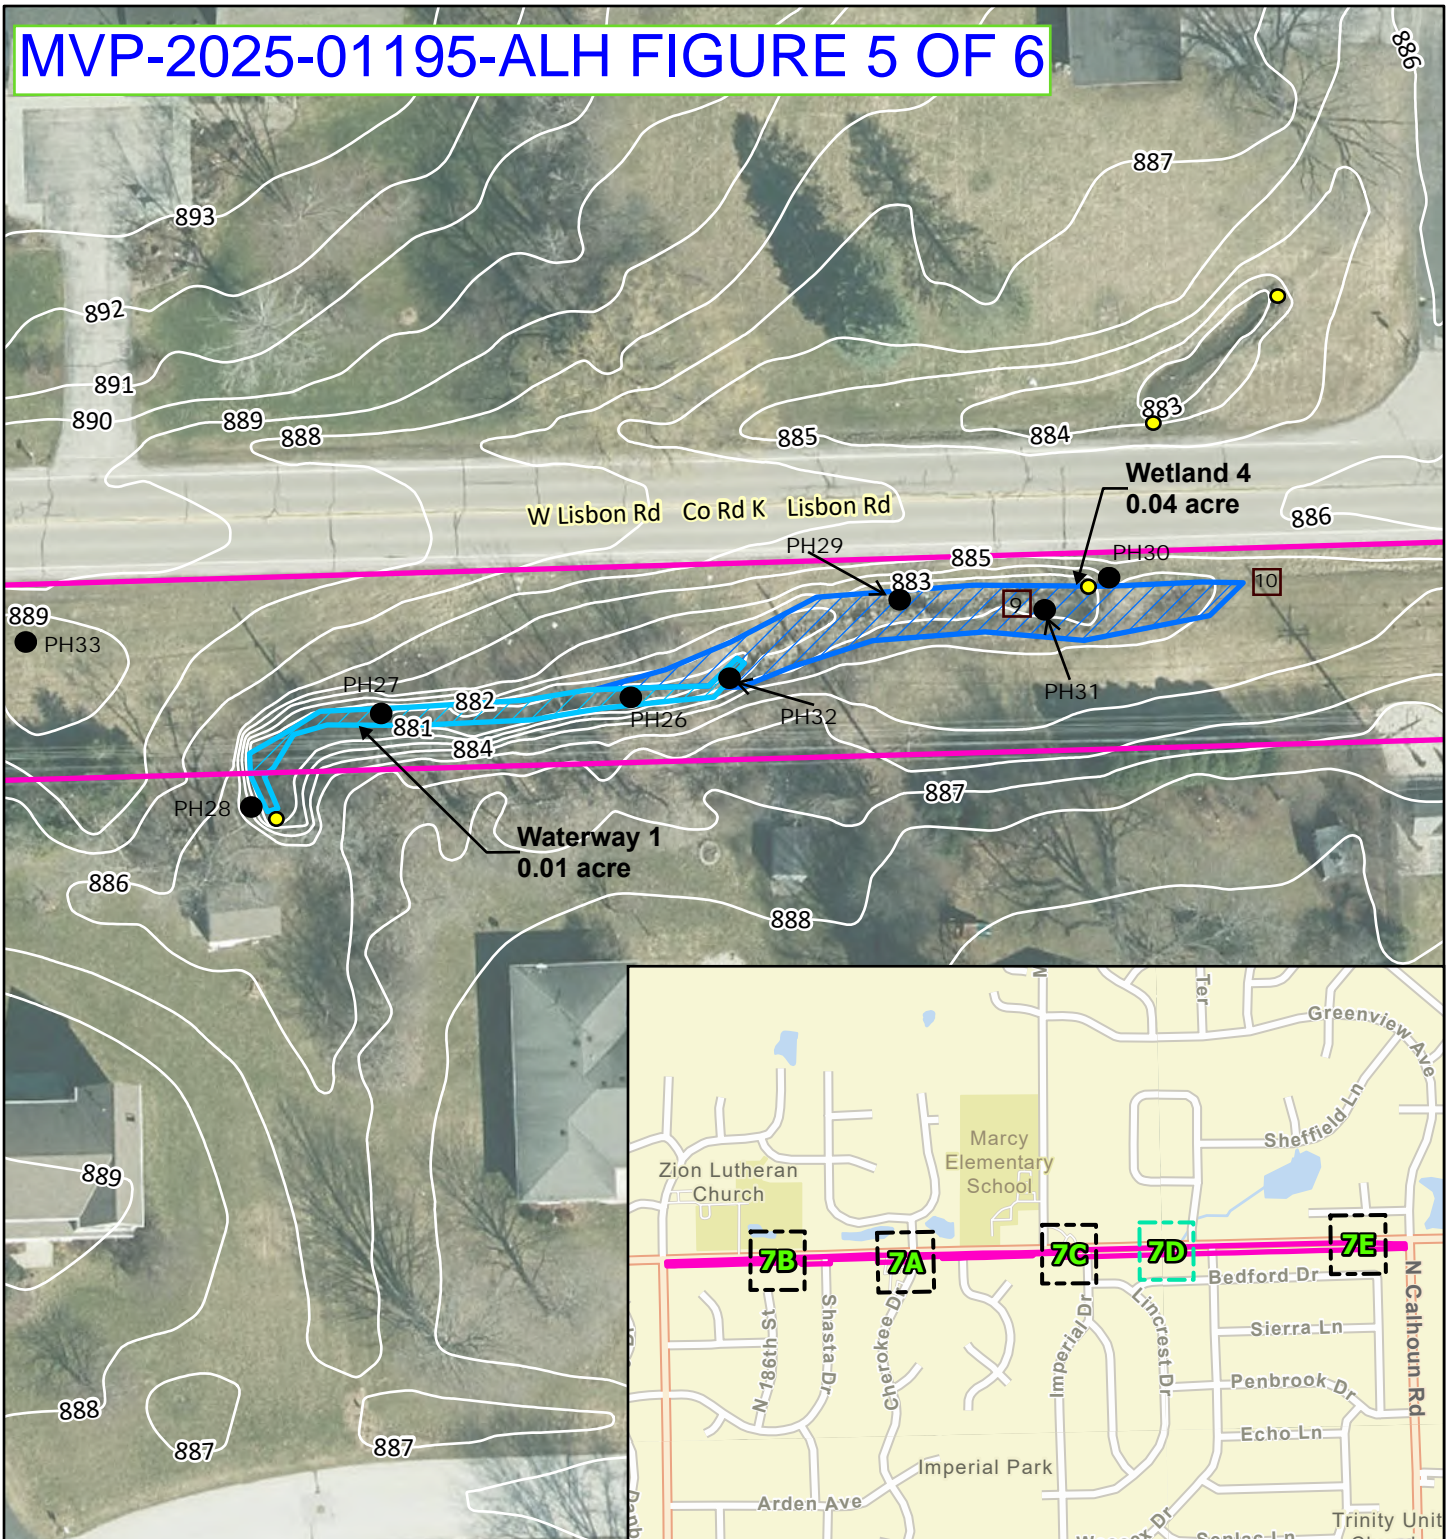 MVP-2025-01195-ALH FIGURE 5 OF 6
886
887
893
892
891
890
889
888
885
884
883
Wetland 4
0.04 acre
W Lisbon Rd Co Rd K Lisbon Rd
886
PH29
885
PH30
883
9
10
889
PH33
PH27
882
PH26
PH32
PH31
881
884
PH28
887
Waterway 1
0.01 acre
886
888
889
888
887
887
Ter
Greenview Ave
Sheffield Ln
Marcy
Elementary
School
Zion Lutheran
Church
7B
7A
7C
7D
7E
Bedford Dr
N 186th St
Shasta Dr
Cherokee Dr
Imperial Dr
Lincrest Dr
N Calhoun Rd
Sierra Ln
Penbrook Dr
Echo Ln
Imperial Park
Arden Ave
Trinity Unit